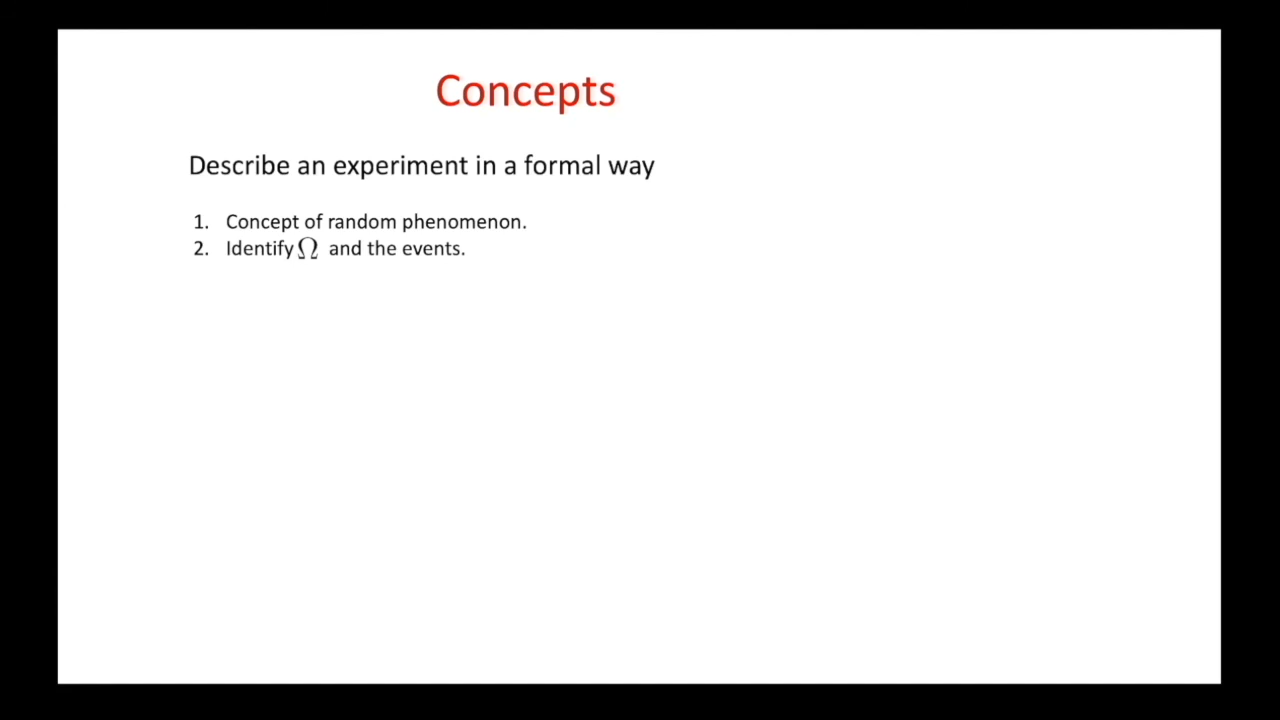 Concepts
Describe an experiment in a formal way
1. Concept of random phenomenon.
2. Identify Ω and the events.